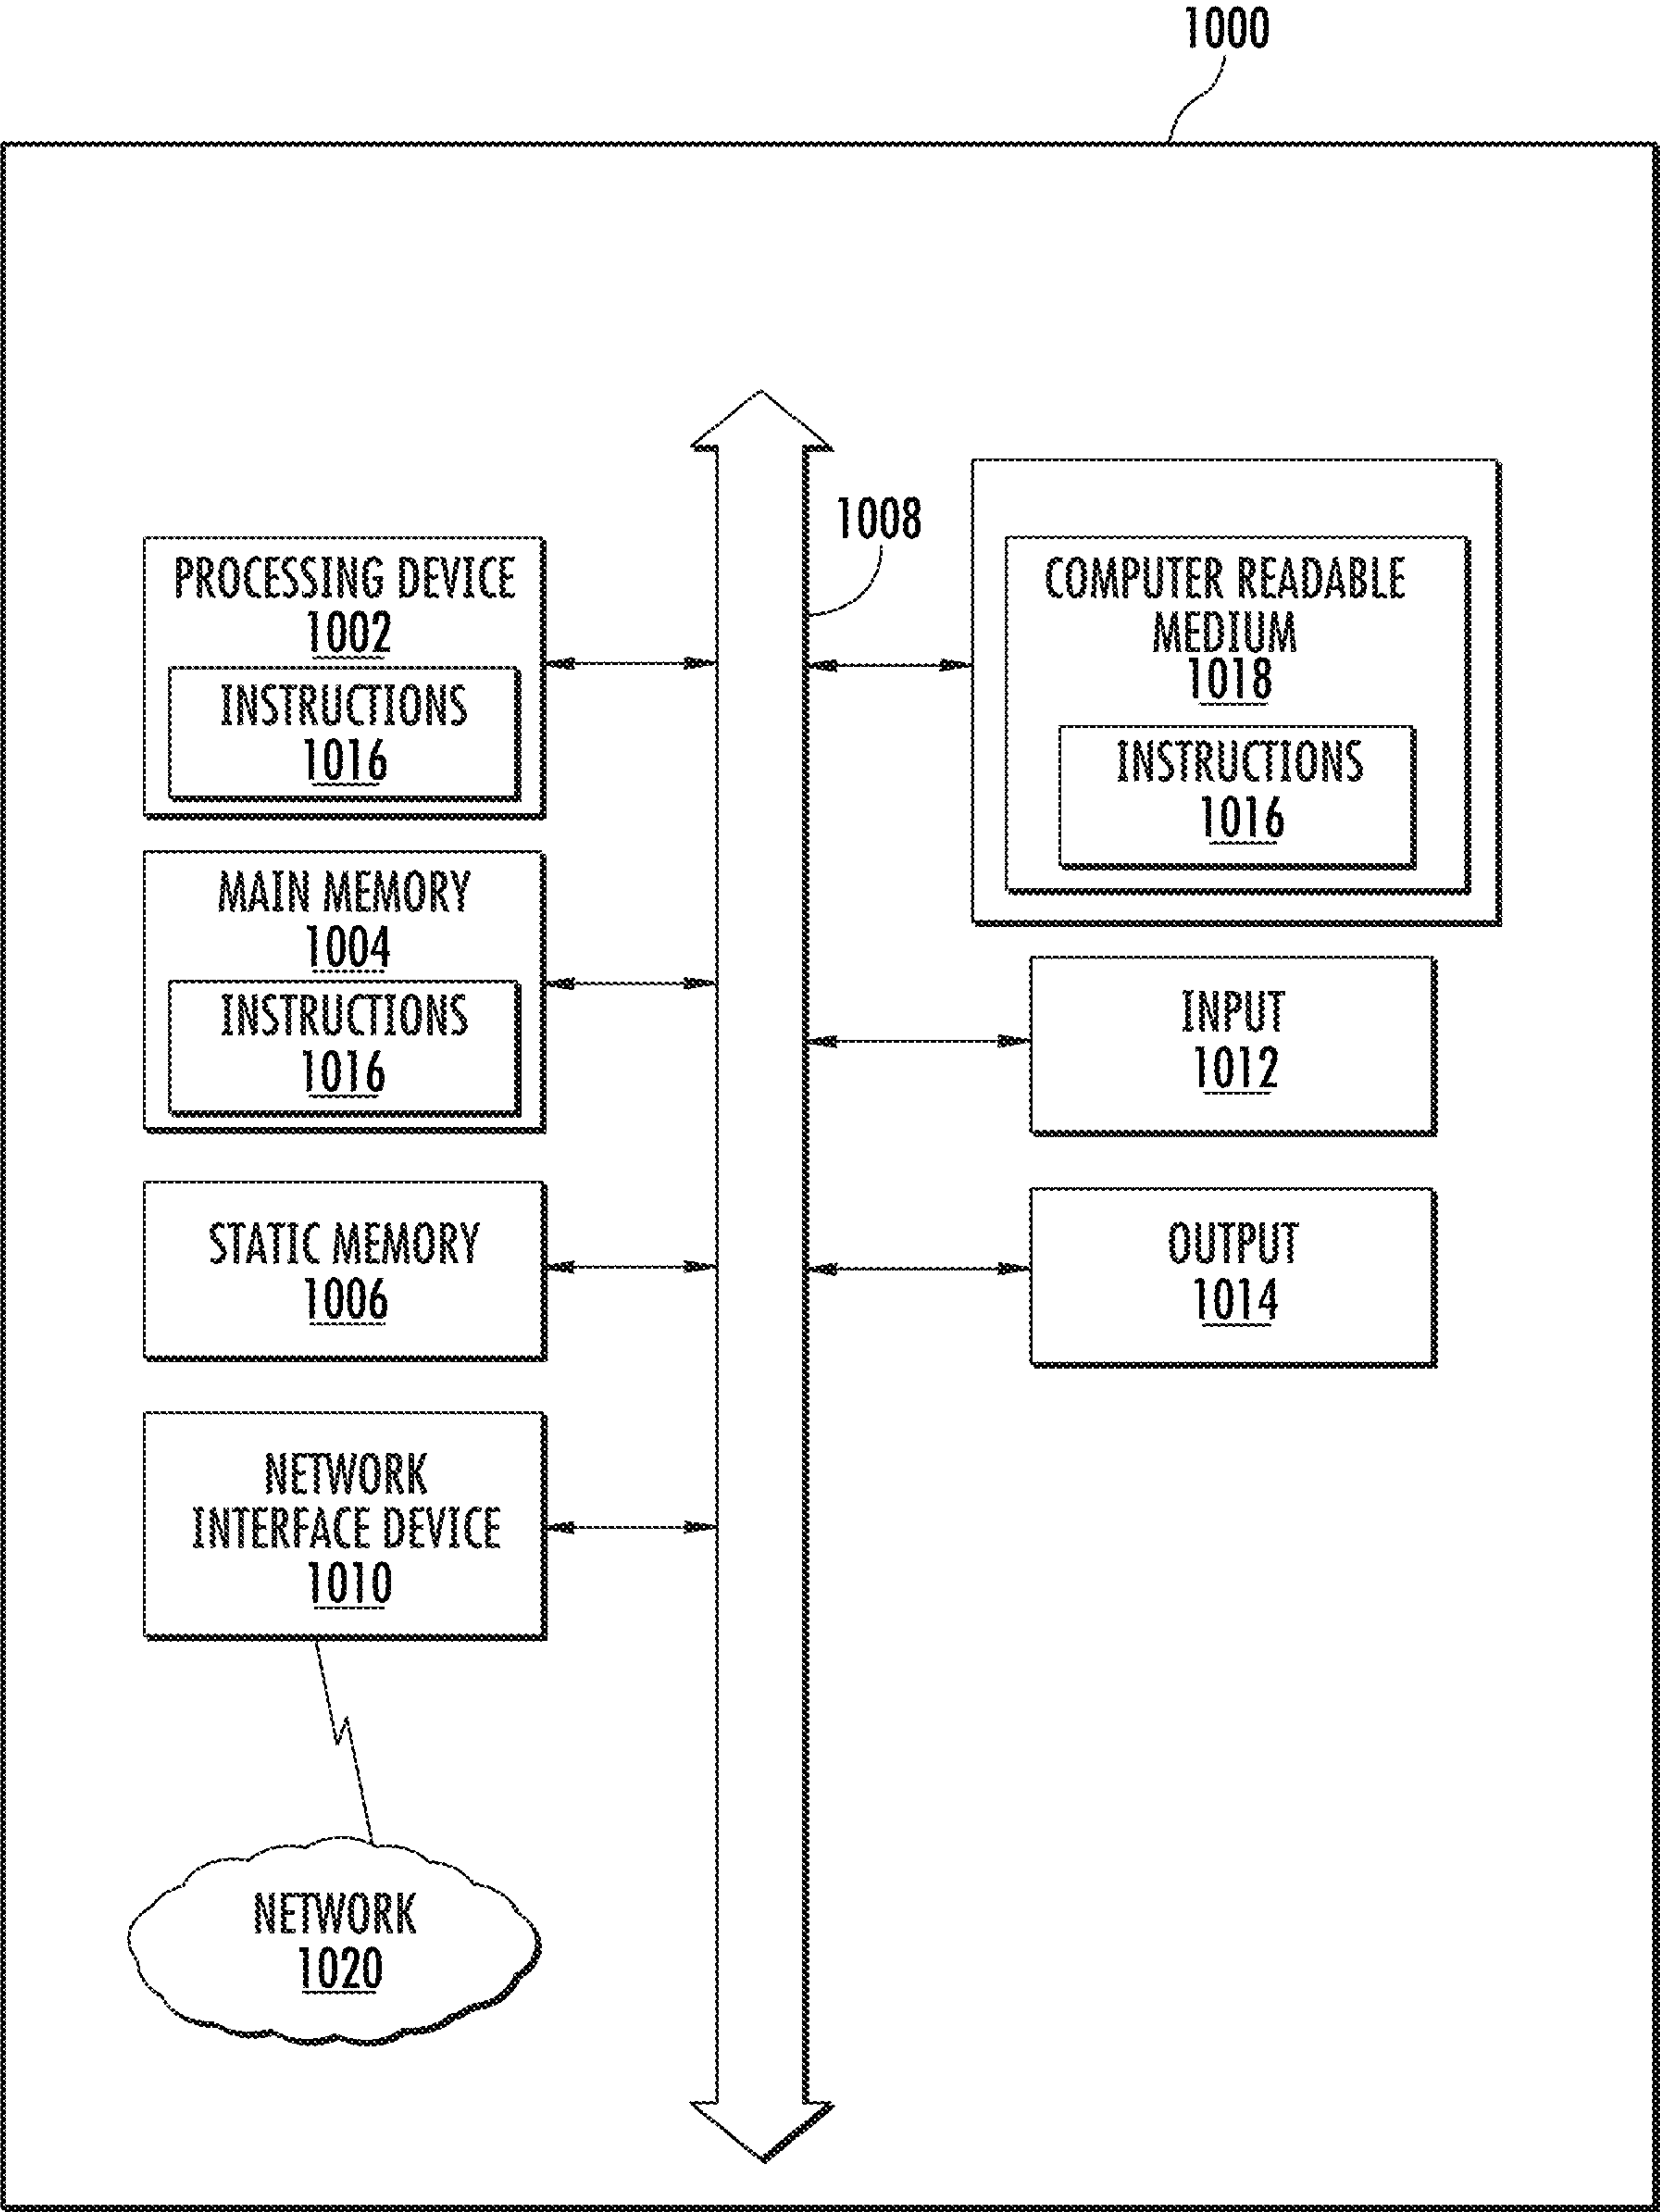 1000
1008
PROCESSING DEVICE
1002
INSTRUCTIONS
1016
MAIN MEMORY
1004
INSTRUCTIONS
1016
STATIC MEMORY
1006
NETWORK
INTERFACE DEVICE
1010
NETWORK
1020
COMPUTER READABLE
MEDIUM
1018
INSTRUCTIONS
1016
INPUT
1012
OUTPUT
1014